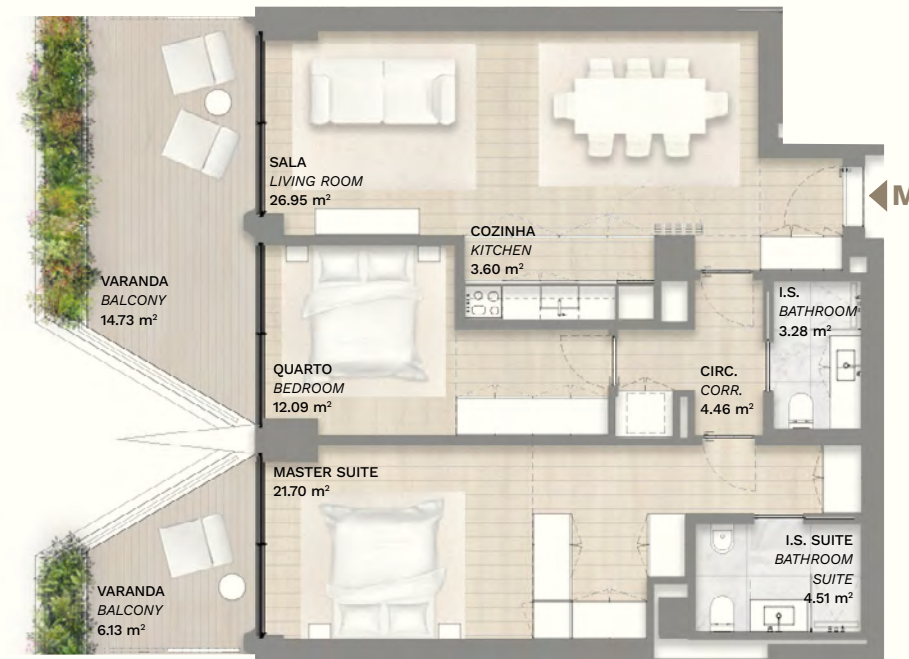 SALA
LIVING ROOM
26.95 m²
M
COZINHA
KITCHEN
3.60 m²
VARANDA
BALCONY
14.73 m²
I.S.
BATHROOM
3.28 m²
QUARTO
BEDROOM
12.09 m²
CIRC.
CORR.
4.46 m²
MASTER SUITE
21.70 m²
I.S. SUITE
BATHROOM
SUITE
4.51 m²
VARANDA
BALCONY
6.13 m²